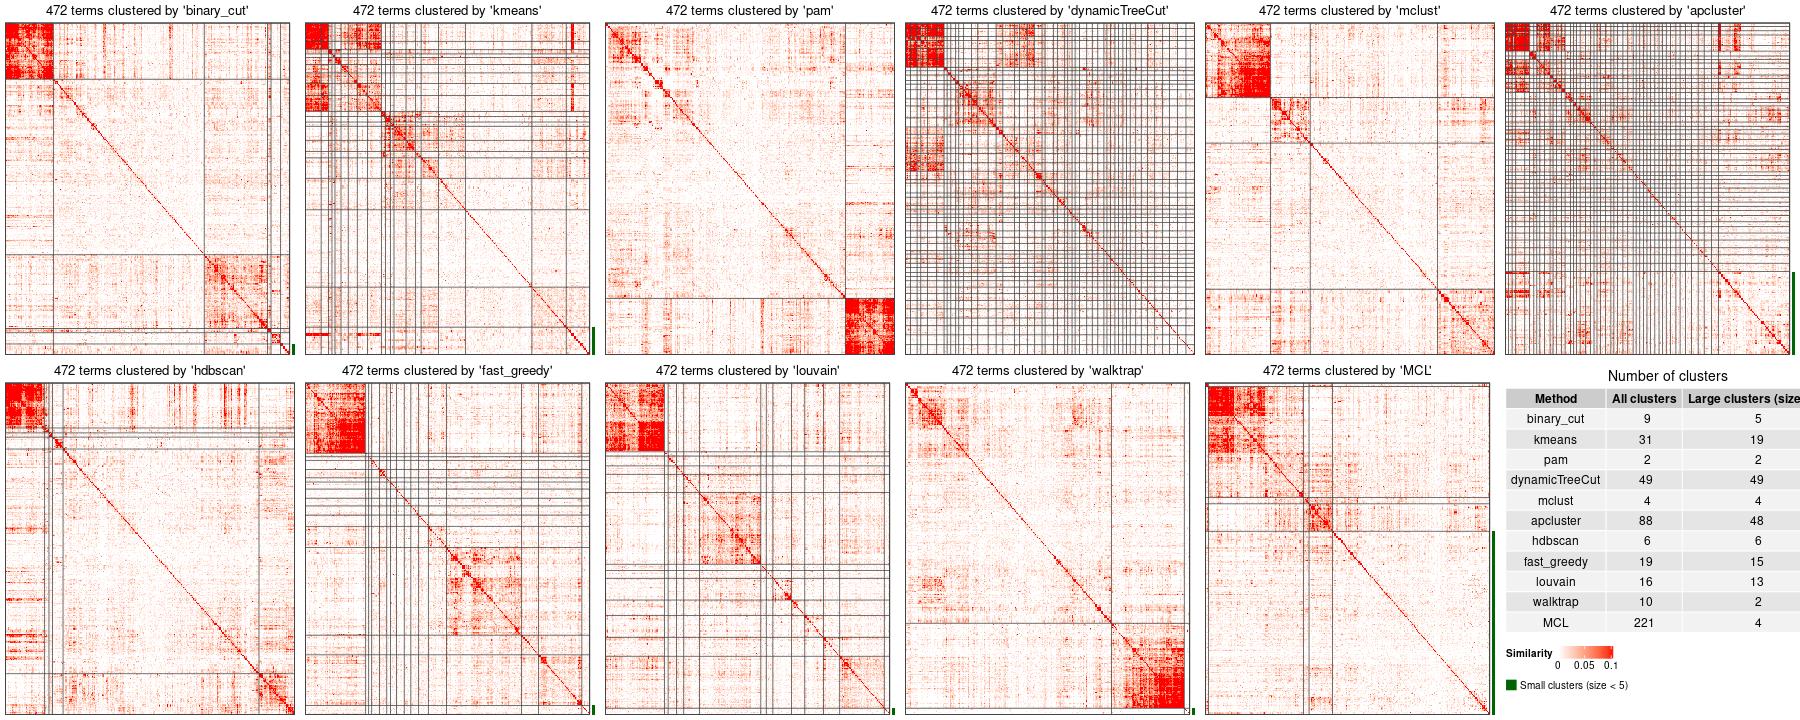 472 terms clustered by 'binary_cut'
472 terms clustered by 'kmeans'
472 terms clustered by 'pam'
472 terms clustered by 'dynamicTreeCut'
472 terms clustered by 'mclust'
472 terms clustered by 'apcluster'
472 terms clustered by 'hdbscan'
472 terms clustered by 'fast_greedy'
472 terms clustered by 'louvain'
472 terms clustered by 'walktrap'
472 terms clustered by 'MCL'
Number of clusters
Method All clusters Large clusters (size
binary_cut 9 5
kmeans 31 19
pam 2 2
dynamicTreeCut 49 49
mclust 4 4
apcluster 88 48
hdbscan 6 6
fast_greedy 19 15
louvain 16 13
walktrap 10 2
MCL 221 4
Similarity
0 0.05 0.1
Small clusters (size < 5)